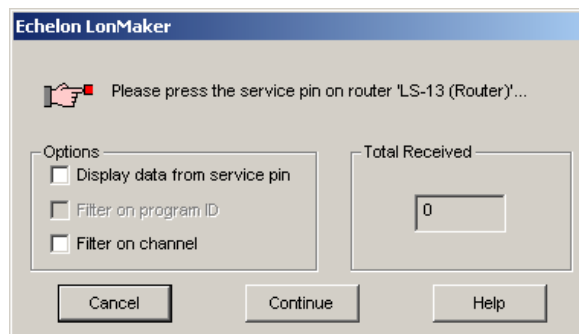 Echelon LonMaker
Please press the service pin on router 'LS-13 (Router)'...
Options
Display data from service pin
Filter on program ID
Filter on channel
Total Received
0
Cancel
Continue
Help